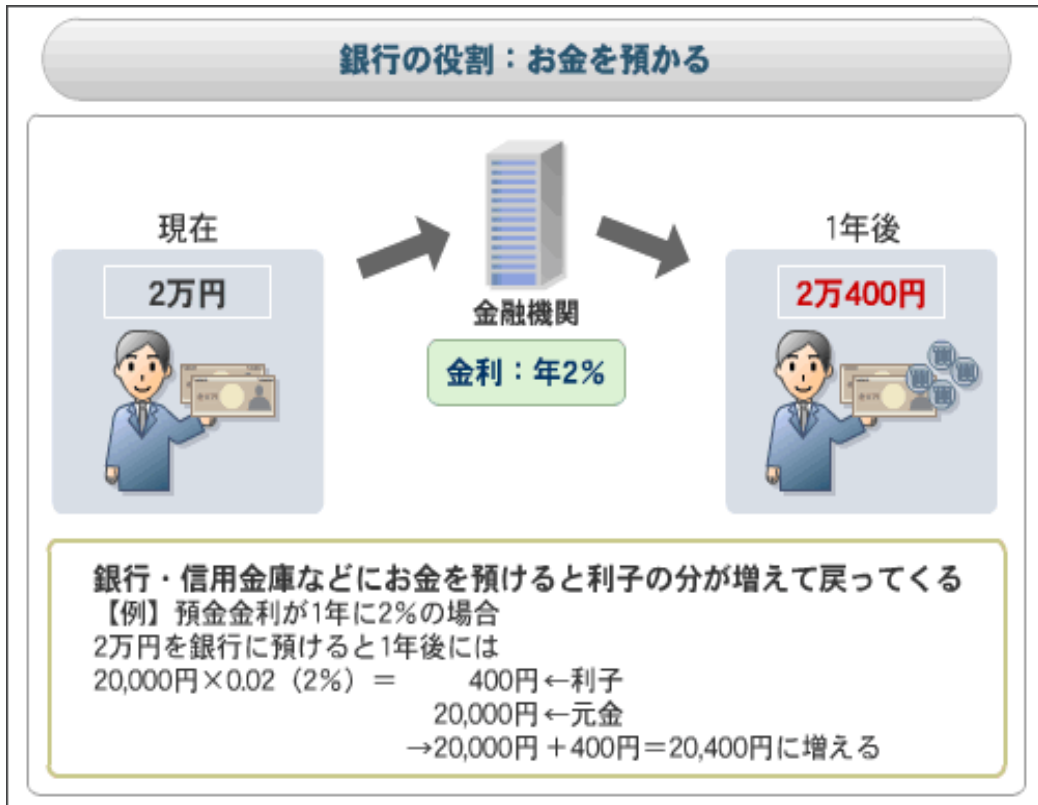 銀行の役割：お金を預かる
現在
2万円
金融機関
金利：年2%
1年後
2万400円
銀行・信用金庫などにお金を預けると利子の分が増えて戻ってくる
【例】預金金利が1年に2%の場合
2万円を銀行に預けると1年後には
20,000円×0.02（2%）＝ 400円←利子
20,000円←元金
→20,000円＋400円＝20,400円に増える